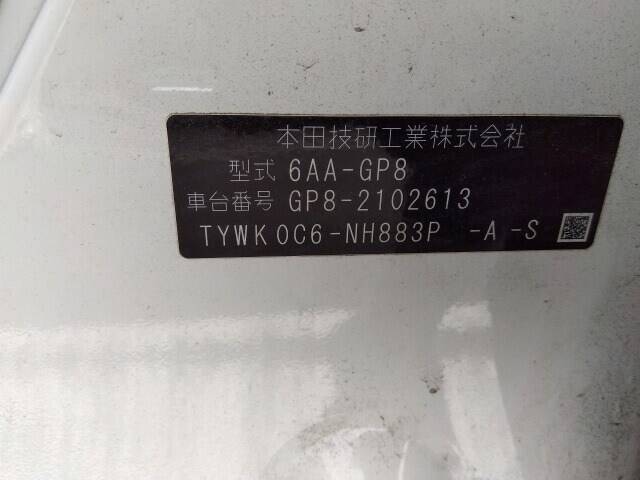 本田技研工業株式会社
型式 6AA-GP8
車台番号 GP8-2102613
TYWK0C6-NH883P -A -S